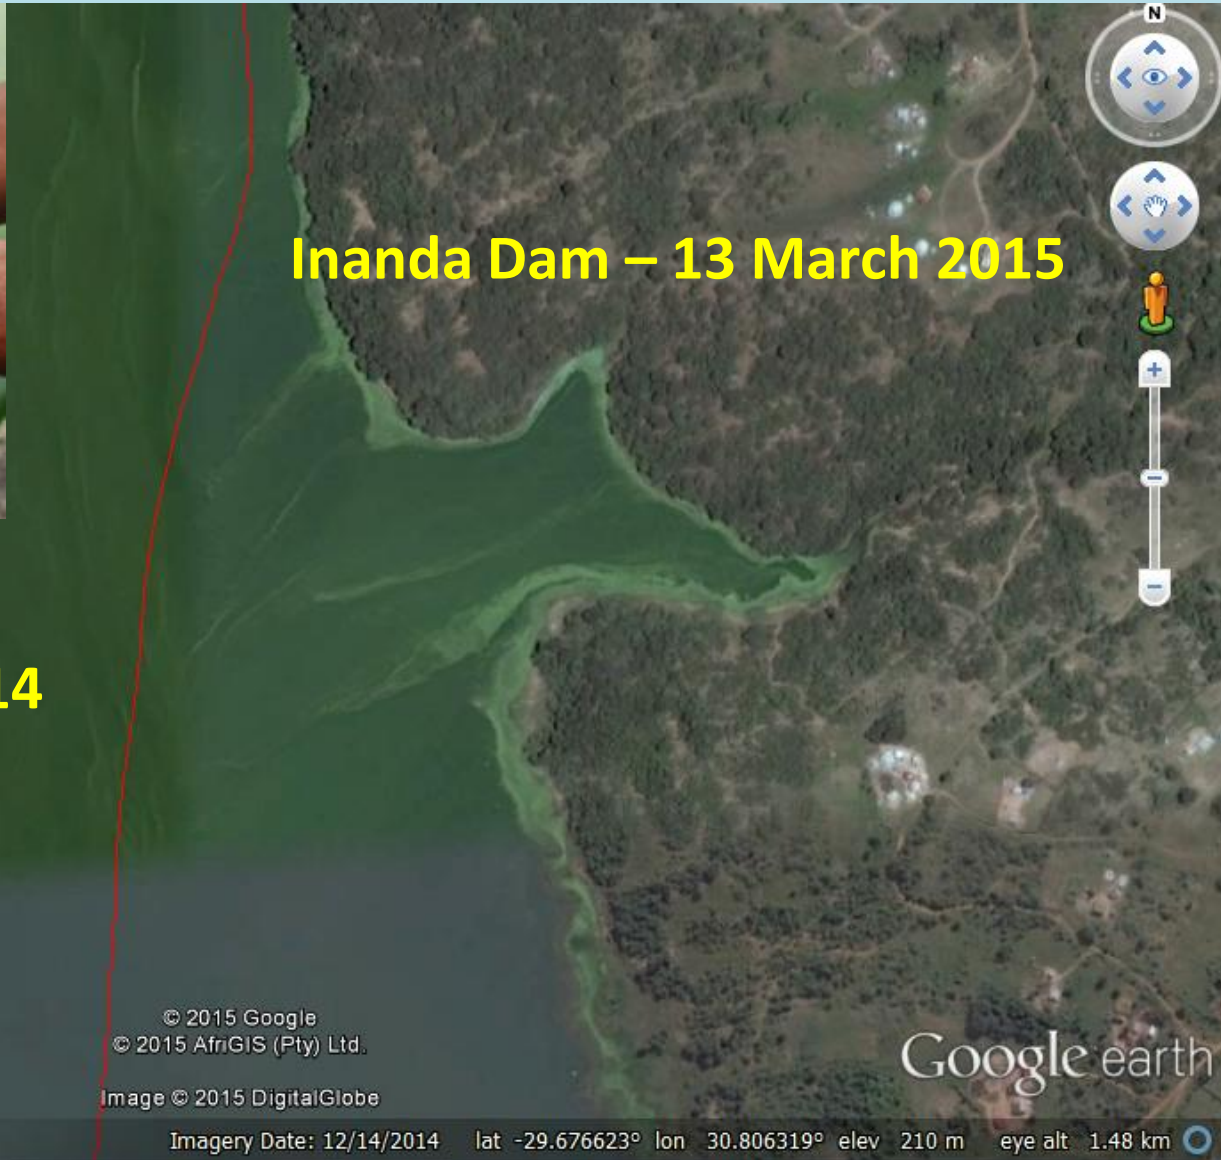 N
Inanda Dam – 13 March 2015
14
© 2015 Google
© 2015 AfriGIS (Pty) Ltd.
Image © 2015 DigitalGlobe
Google earth
Imagery Date: 12/14/2014 lat -29.676623° lon 30.806319° elev 210 m eye alt 1.48 km